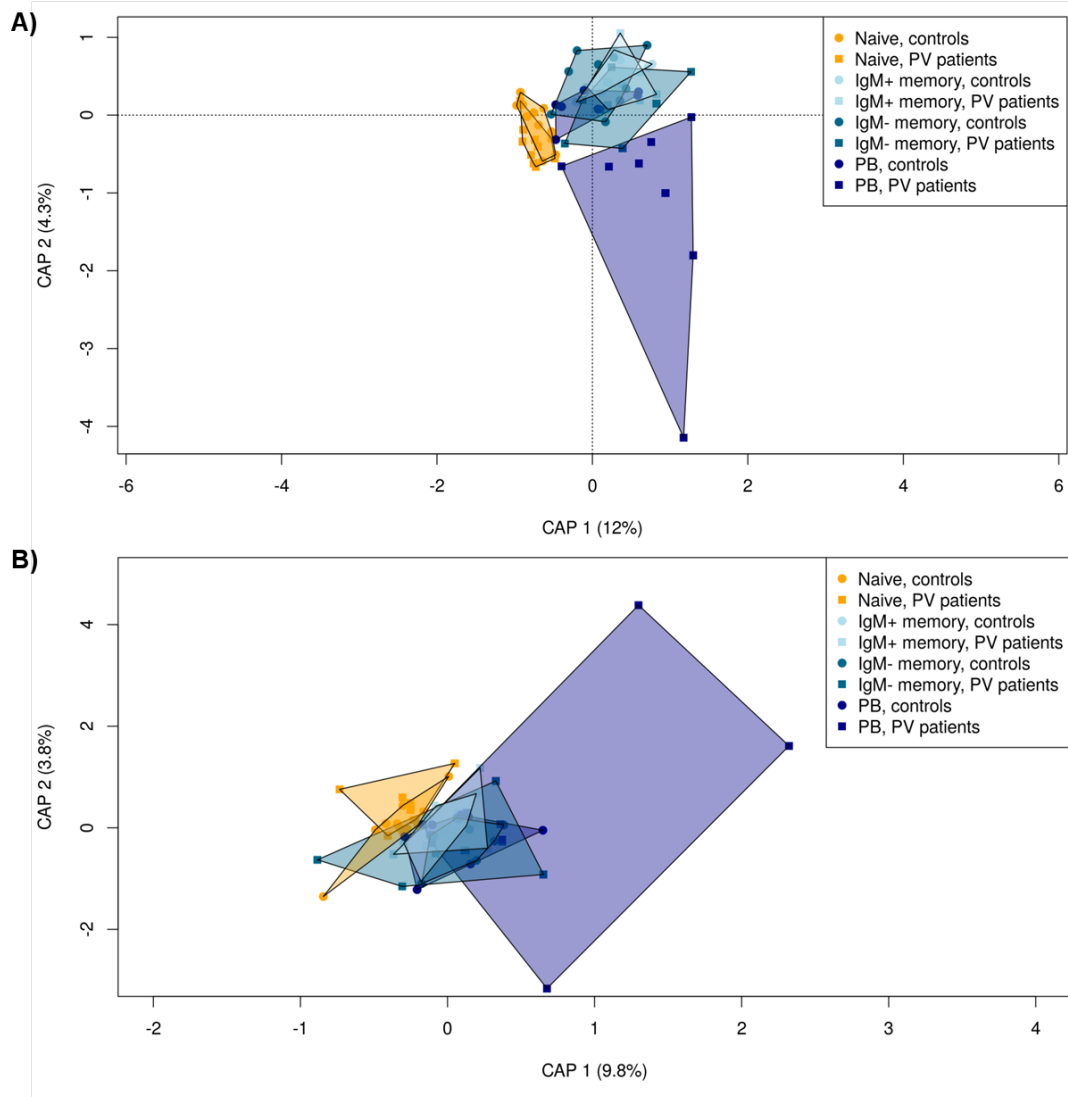 A)
CAP 2 (4.3%)
1
0
-1
-2
-3
-4
-6
-4
-2
0
2
4
6
CAP 1 (12%)
Naive, controls
Naive, PV patients
IgM+ memory, controls
IgM+ memory, PV patients
IgM- memory, controls
IgM- memory, PV patients
PB, controls
PB, PV patients
B)
CAP 2 (3.8%)
4
2
0
-2
-2
-1
0
1
2
3
4
CAP 1 (9.8%)
Naive, controls
Naive, PV patients
IgM+ memory, controls
IgM+ memory, PV patients
IgM- memory, controls
IgM- memory, PV patients
PB, controls
PB, PV patients